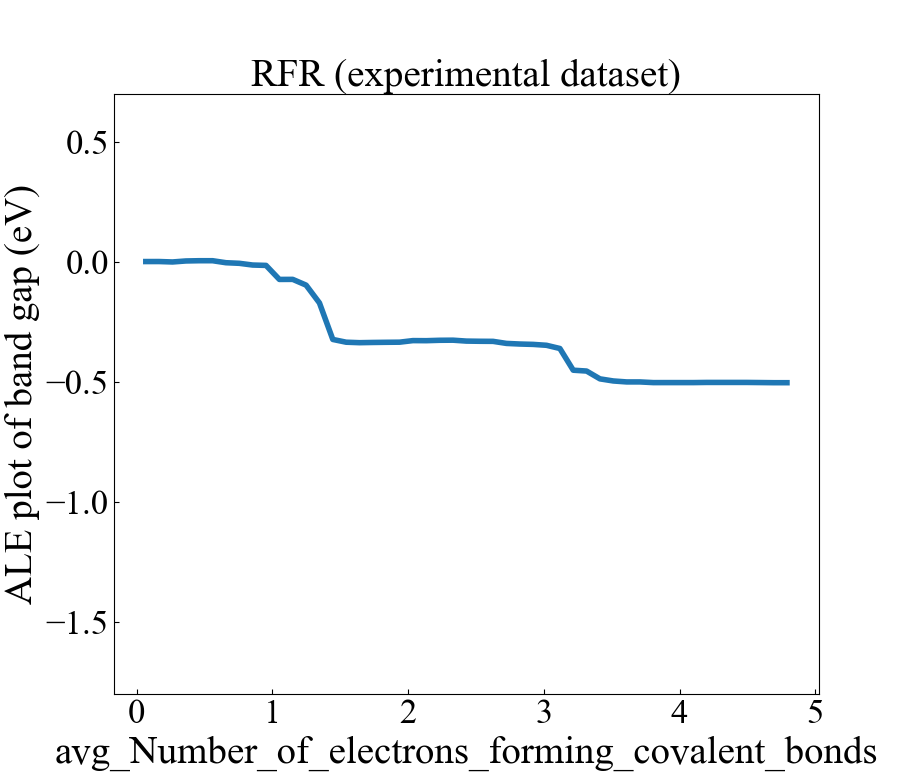 RFR (experimental dataset)
ALE plot of band gap (eV)
0.5
0.0
−0.5
−1.0
−1.5
0 1 2 3 4 5
avg_Number_of_electrons_forming_covalent_bonds